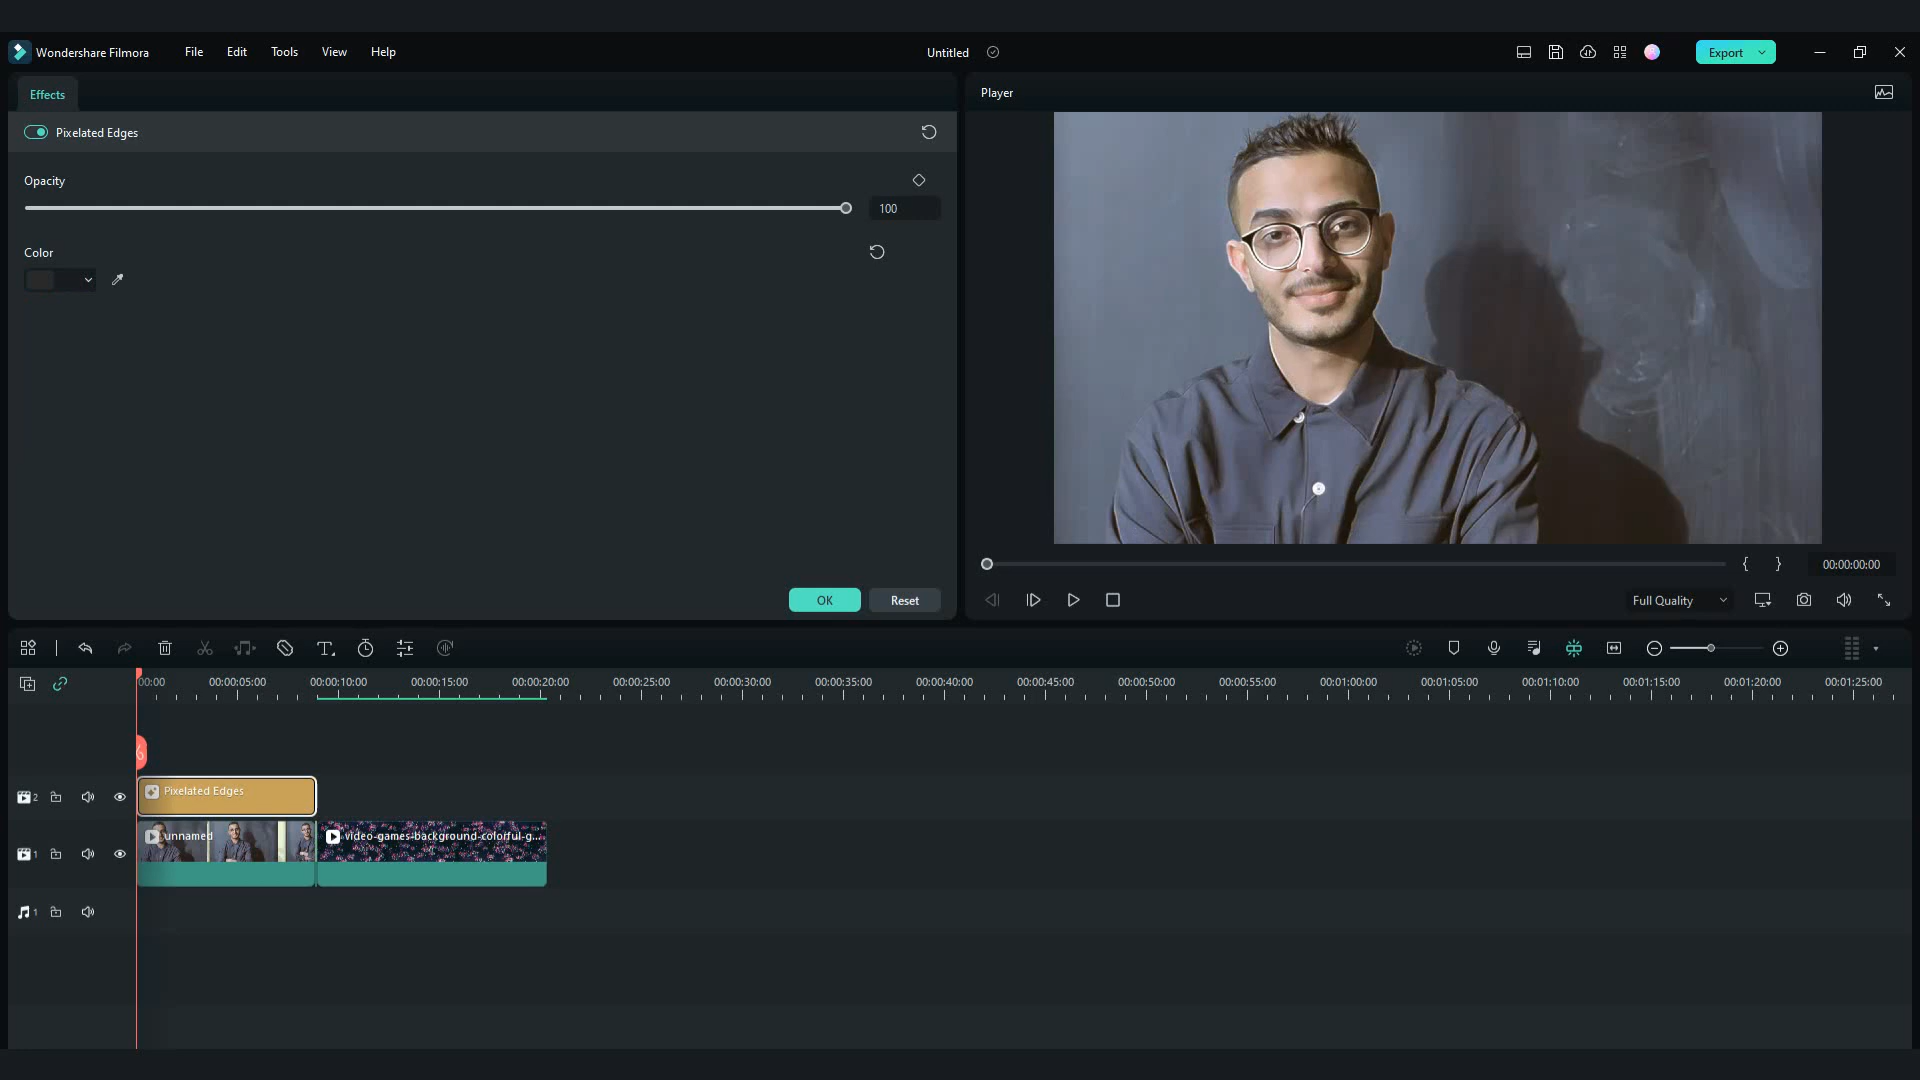 Wondershare Filmora File Edit Tools View Help Untitled Export
Effects
Player
Pixelated Edges
Opacity
100
Color
OK Reset
00:00:00:00
Full Quality
00:00 00:00:05:00 00:00:10:00 00:00:15:00 00:00:20:00 00:00:25:00 00:00:30:00 00:00:35:00 00:00:40:00 00:00:45:00 00:00:50:00 00:00:55:00 00:01:00:00 00:01:05:00 00:01:10:00 00:01:15:00 00:01:20:00 00:01:25:00
2 Pixelated Edges
unnamed video-games-background-colorful-g...
1
1